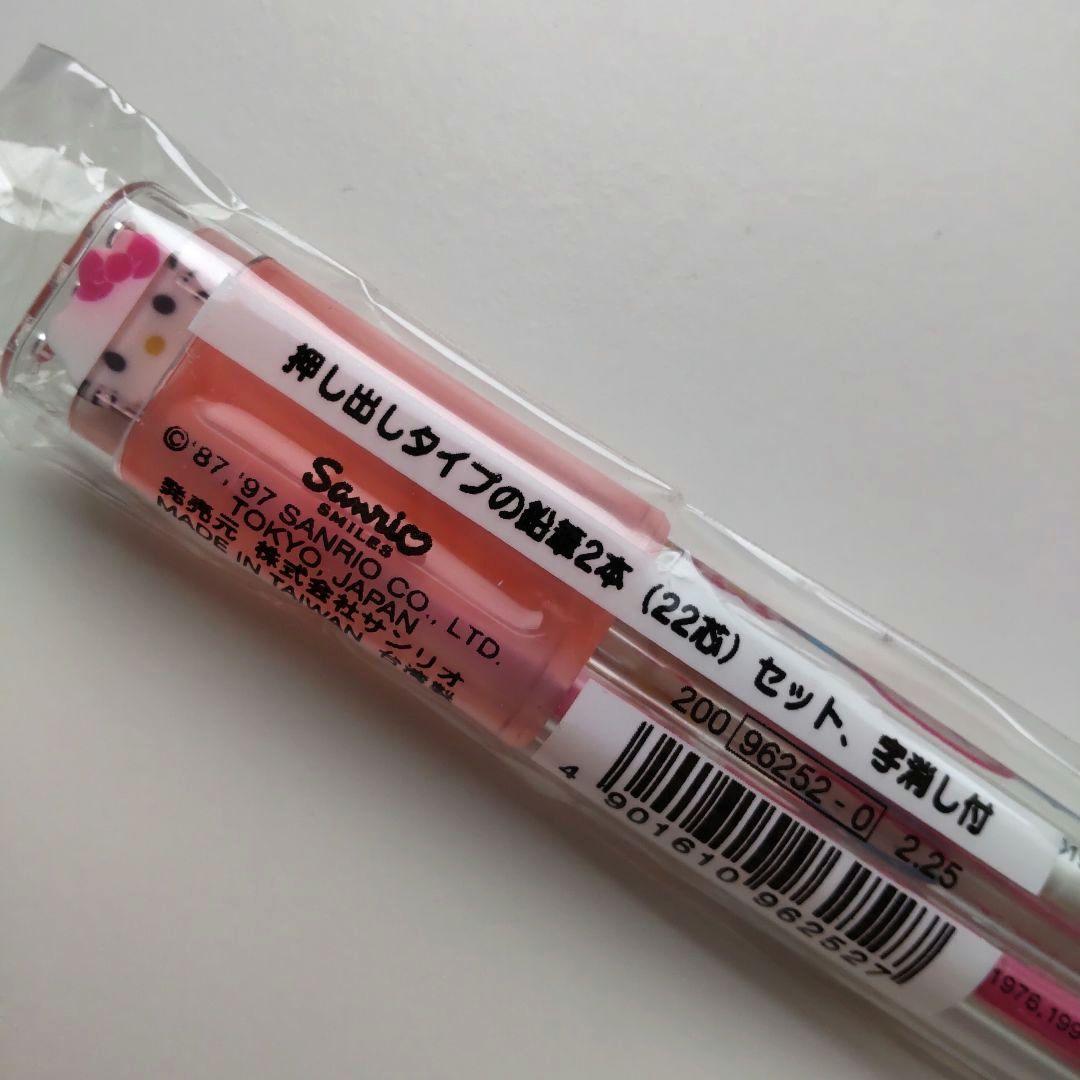 押し出しタイプの鉛筆2本（22芯）セット、字消し付
Sanrio
SMILES
©'87, '97 SANRIO CO., LTD.
TOKYO, JAPAN
発売元 株式会社サンリオ
MADE IN TAIWAN 台湾製
200 96252-0 2.25
4 901610 962527
1976, 199